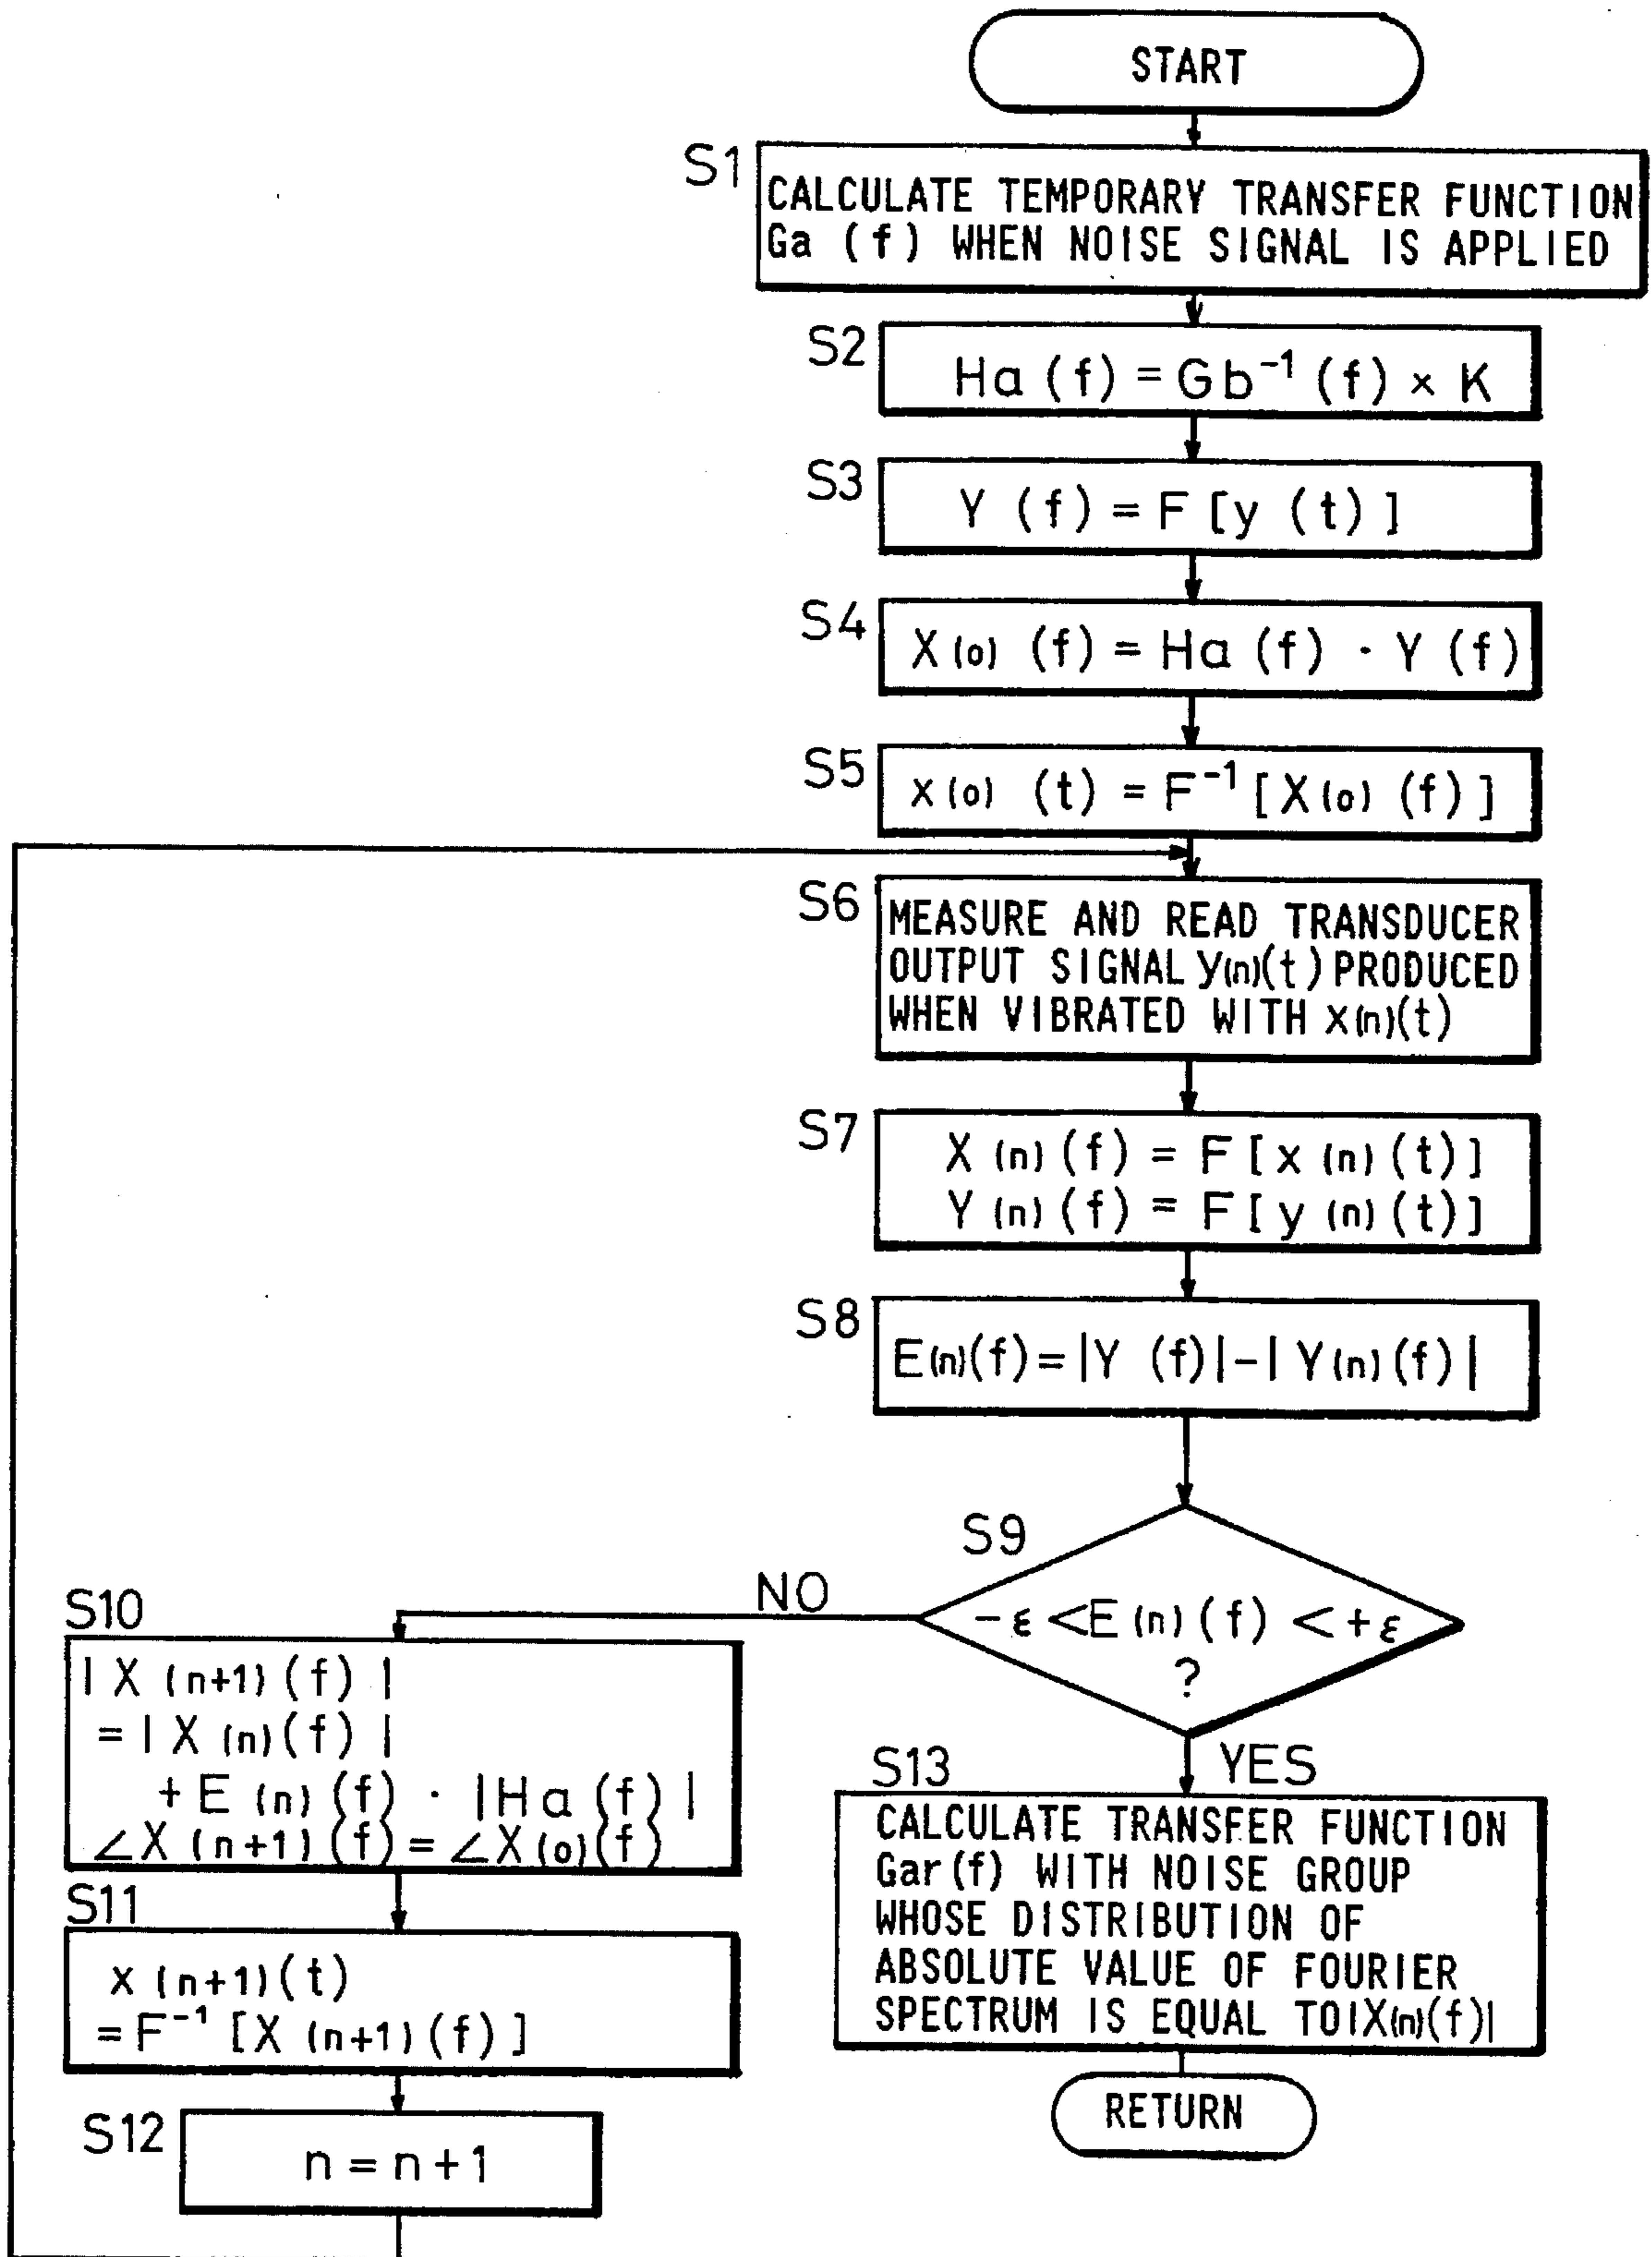 START
S1
CALCULATE TEMPORARY TRANSFER FUNCTION
Ga (f) WHEN NOISE SIGNAL IS APPLIED
S2
Ha (f) = Gb⁻¹ (f) × K
S3
Y (f) = F [y (t) ]
S4
X(o) (f) = Ha (f) · Y (f)
S5
x(o) (t) = F⁻¹ [X(o) (f) ]
S6
MEASURE AND READ TRANSDUCER
OUTPUT SIGNAL y(n)(t) PRODUCED
WHEN VIBRATED WITH x(n)(t)
S7
X (n) (f) = F [ x (n) (t) ]
Y (n) (f) = F [ y (n) (t) ]
S8
E(n)(f) = |Y (f)| - | Y(n) (f) |
S9
-ε <E (n) (f) < +ε
?
NO
YES
S10
| X (n+1) (f) |
= | X (n) (f) |
+ E (n) (f) · |Ha (f) |
∠X (n+1) (f) = ∠X(o)(f)
S11
x (n+1) (t)
= F⁻¹ [X (n+1) (f) ]
S12
n = n+1
S13
CALCULATE TRANSFER FUNCTION
Gar(f) WITH NOISE GROUP
WHOSE DISTRIBUTION OF
ABSOLUTE VALUE OF FOURIER
SPECTRUM IS EQUAL TO|X(n)(f)|
RETURN